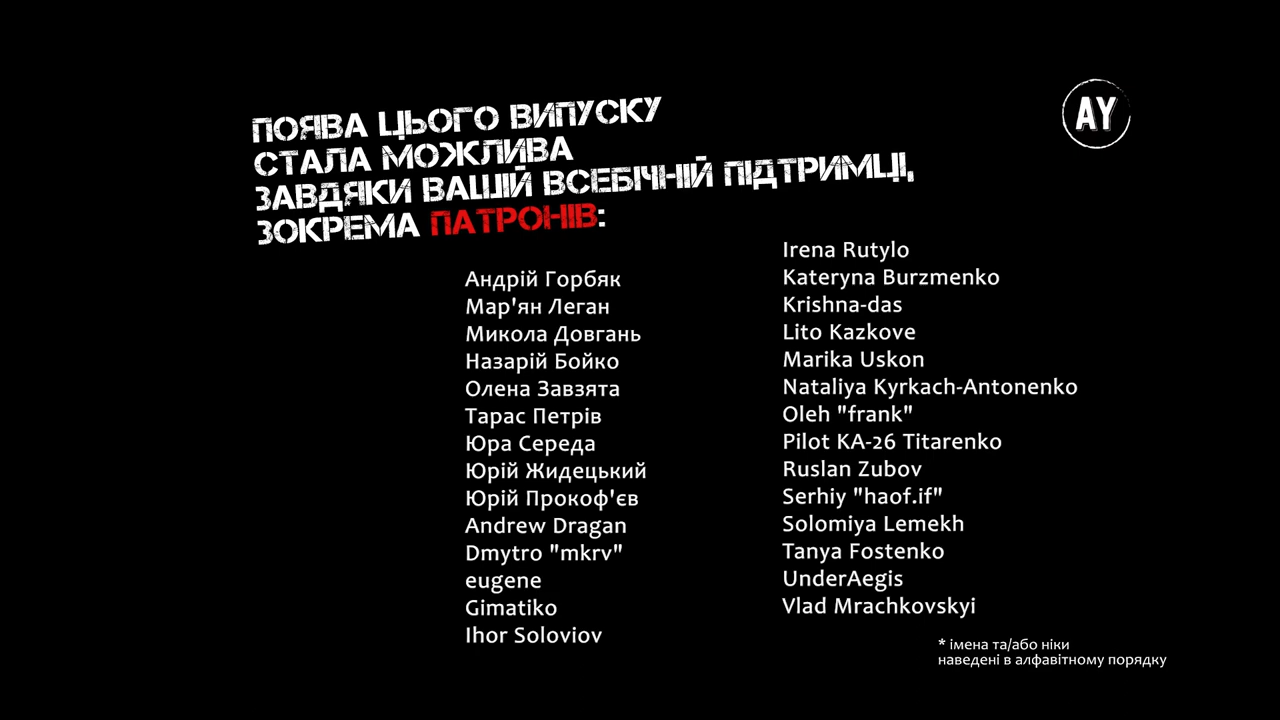 ПОЯВА ЦЬОГО ВИПУСКУ
СТАЛА МОЖЛИВА
ЗАВДЯКИ ВАШІЙ ВСЕБІЧНІЙ ПІДТРИМЦІ,
ЗОКРЕМА ПАТРОНІВ:
AY
Андрій Горбяк
Мар'ян Леган
Микола Довгань
Назарій Бойко
Олена Завзята
Тарас Петрів
Юра Середа
Юрій Жидецький
Юрій Прокоф'єв
Andrew Dragan
Dmytro "mkrv"
eugene
Gimatiko
Ihor Soloviov
Irena Rutylo
Kateryna Burzmenko
Krishna-das
Lito Kazkove
Marika Uskon
Nataliya Kyrkach-Antonenko
Oleh "frank"
Pilot KA-26 Titarenko
Ruslan Zubov
Serhiy "haof.if"
Solomiya Lemekh
Tanya Fostenko
UnderAegis
Vlad Mrachkovskyi
* імена та/або ніки
наведені в алфавітному порядку